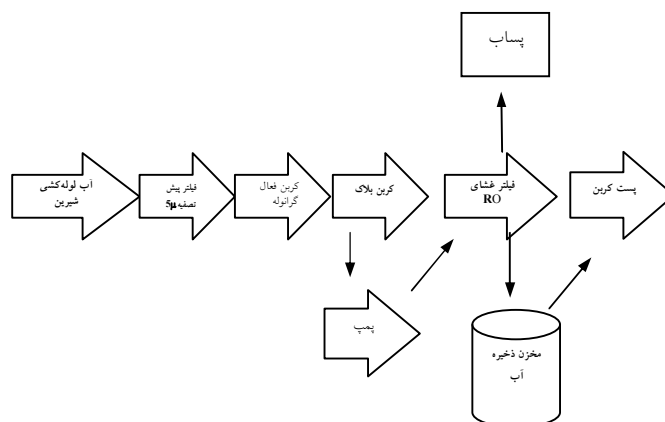 پساب
آب لوله‌کشی
شیرین
فیلتر پیش
تصفیه 5µ
کربن فعال
گرانوله
کربن بلاک
فیلتر غشای
RO
پست کربن
پمپ
مخزن ذخیره
آب